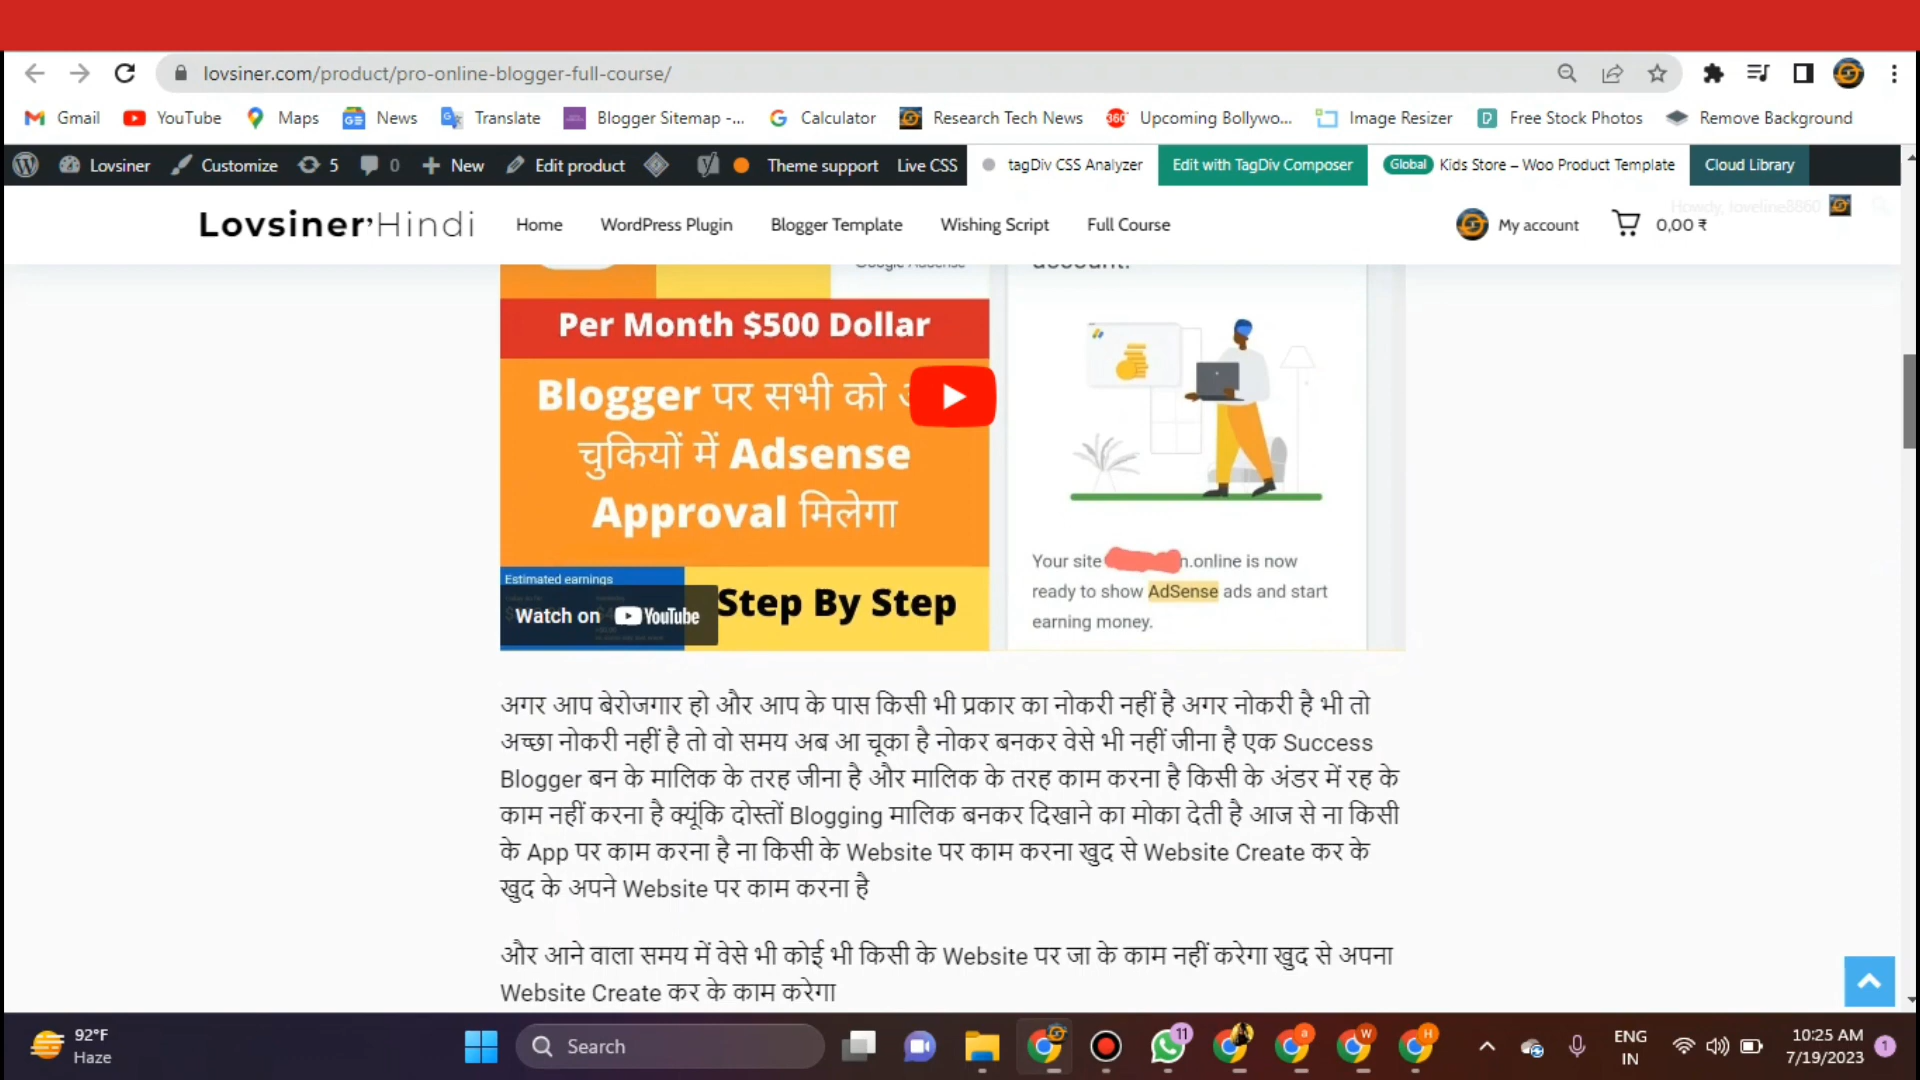 lovsiner.com/product/pro-online-blogger-full-course/
Gmail YouTube Maps News Translate Blogger Sitemap -... Calculator Research Tech News Upcoming Bollywo... Image Resizer Free Stock Photos Remove Background
Lovsiner Customize 5 0 New Edit product Theme support Live CSS tagDiv CSS Analyzer Edit with TagDiv Composer Global Kids Store – Woo Product Template Cloud Library
Howdy, loveline8860
Lovsiner'Hindi Home WordPress Plugin Blogger Template Wishing Script Full Course My account 0,00 ₹
Google AdSense
account.
Per Month $500 Dollar
Blogger पर सभी को
चुकियों में Adsense
Approval मिलेगा
Estimated earnings
Watch on YouTube
Step By Step
Your site n.online is now
ready to show AdSense ads and start
earning money.
अगर आप बेरोजगार हो और आप के पास किसी भी प्रकार का नोकरी नहीं है अगर नोकरी है भी तो
अच्छा नोकरी नहीं है तो वो समय अब आ चूका है नोकर बनकर वेसे भी नहीं जीना है एक Success
Blogger बन के मालिक के तरह जीना है और मालिक के तरह काम करना है किसी के अंडर में रह के
काम नहीं करना है क्यूंकि दोस्तों Blogging मालिक बनकर दिखाने का मोका देती है आज से ना किसी
के App पर काम करना है ना किसी के Website पर काम करना खुद से Website Create कर के
खुद के अपने Website पर काम करना है
और आने वाला समय में वेसे भी कोई भी किसी के Website पर जा के काम नहीं करेगा खुद से अपना
Website Create कर के काम करेगा
92°F
Haze
Search
11
ENG
IN
10:25 AM
7/19/2023
1